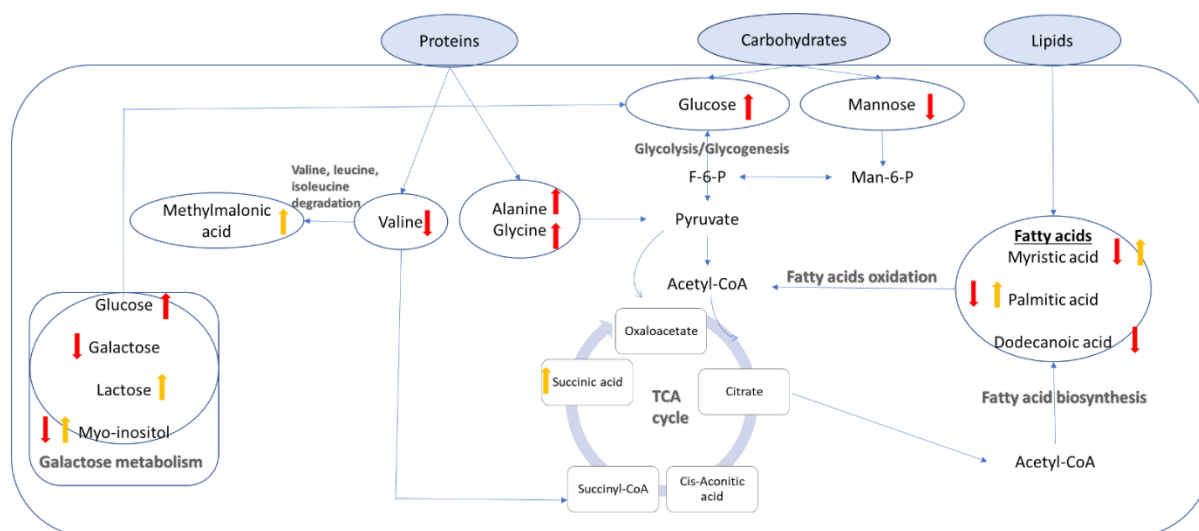 Proteins
Carbohydrates
Lipids
Glucose
Mannose
Glycolysis/Glycogenesis
F-6-P
Man-6-P
Valine, leucine,
isoleucine
degradation
Methylmalonic
acid
Valine
Alanine
Glycine
Pyruvate
Acetyl-CoA
Fatty acids
Myristic acid
Palmitic acid
Dodecanoic acid
Fatty acids oxidation
Glucose
Galactose
Lactose
Myo-inositol
Galactose metabolism
Oxaloacetate
Succinic acid
TCA
cycle
Citrate
Succinyl-CoA
Cis-Aconitic
acid
Fatty acid biosynthesis
Acetyl-CoA